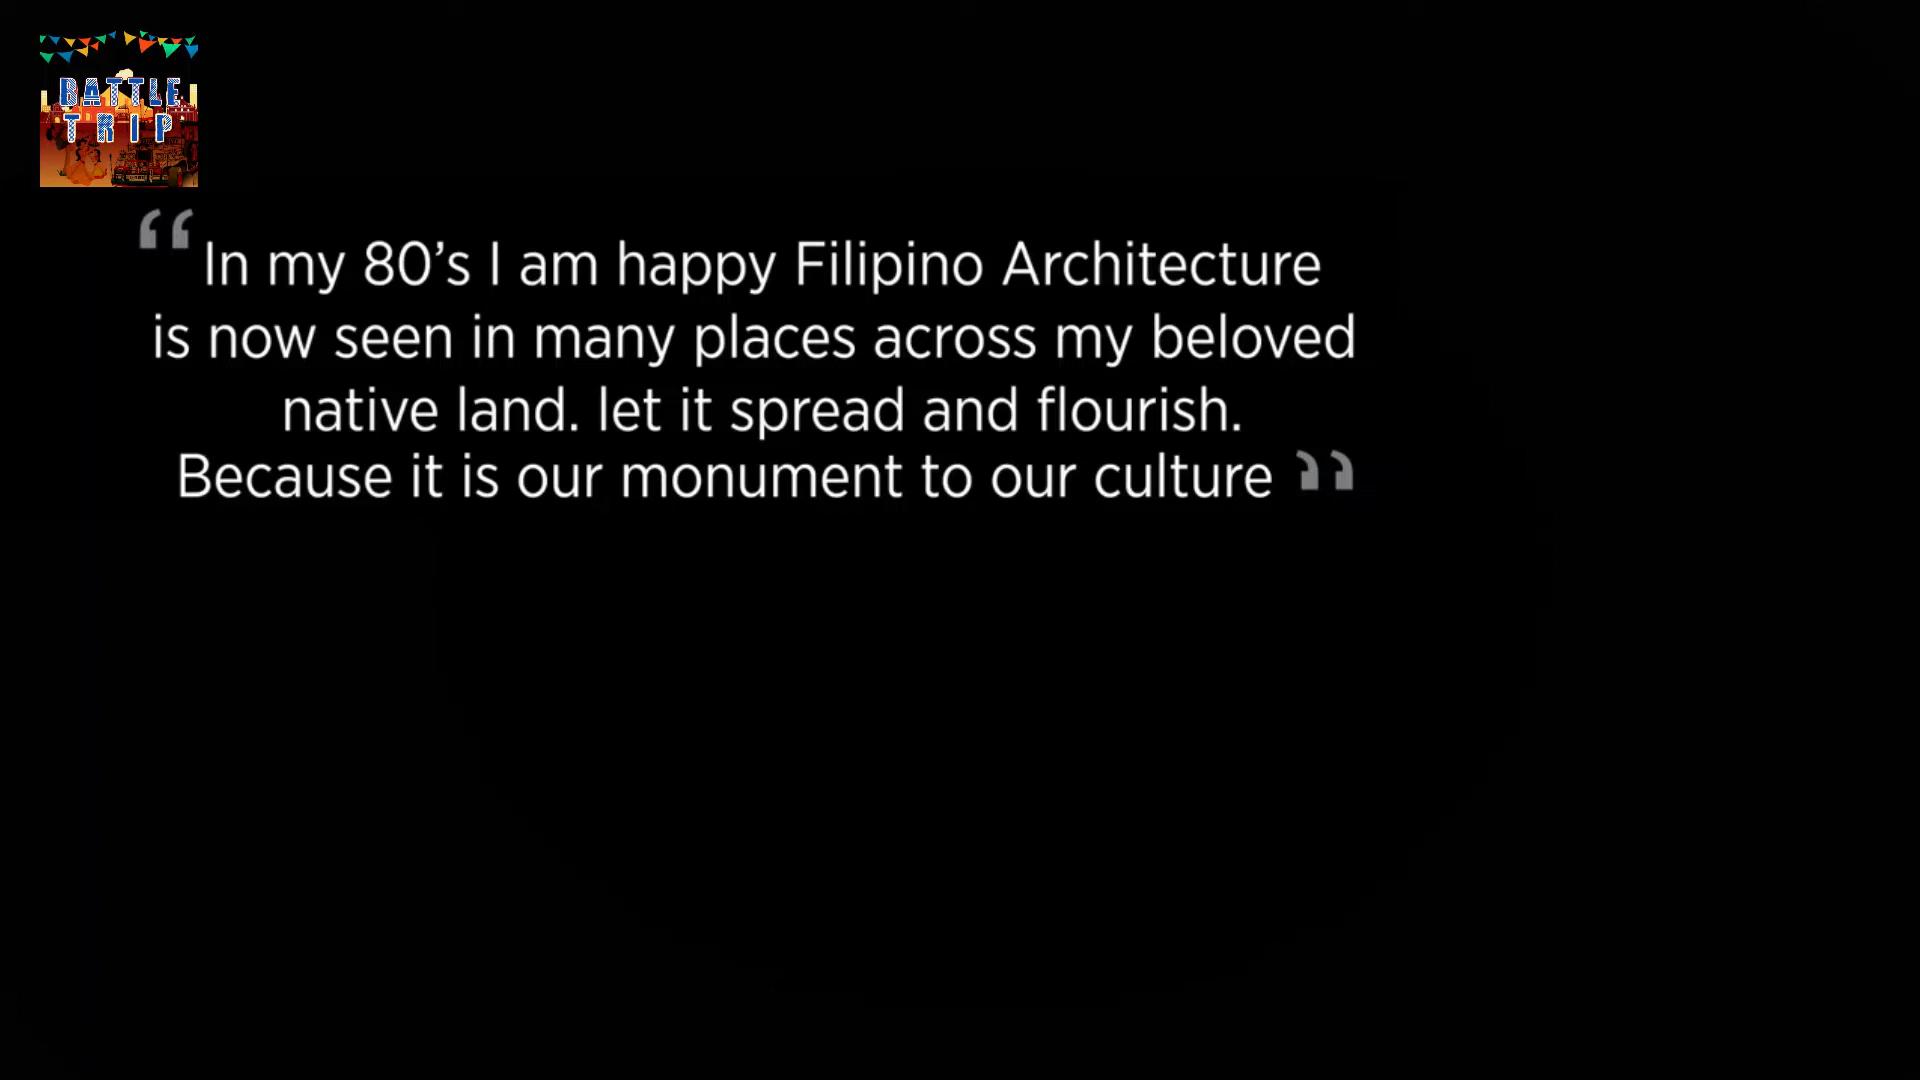 BATTLE
TRIP
“In my 80’s I am happy Filipino Architecture
is now seen in many places across my beloved
native land. let it spread and flourish.
Because it is our monument to our culture”